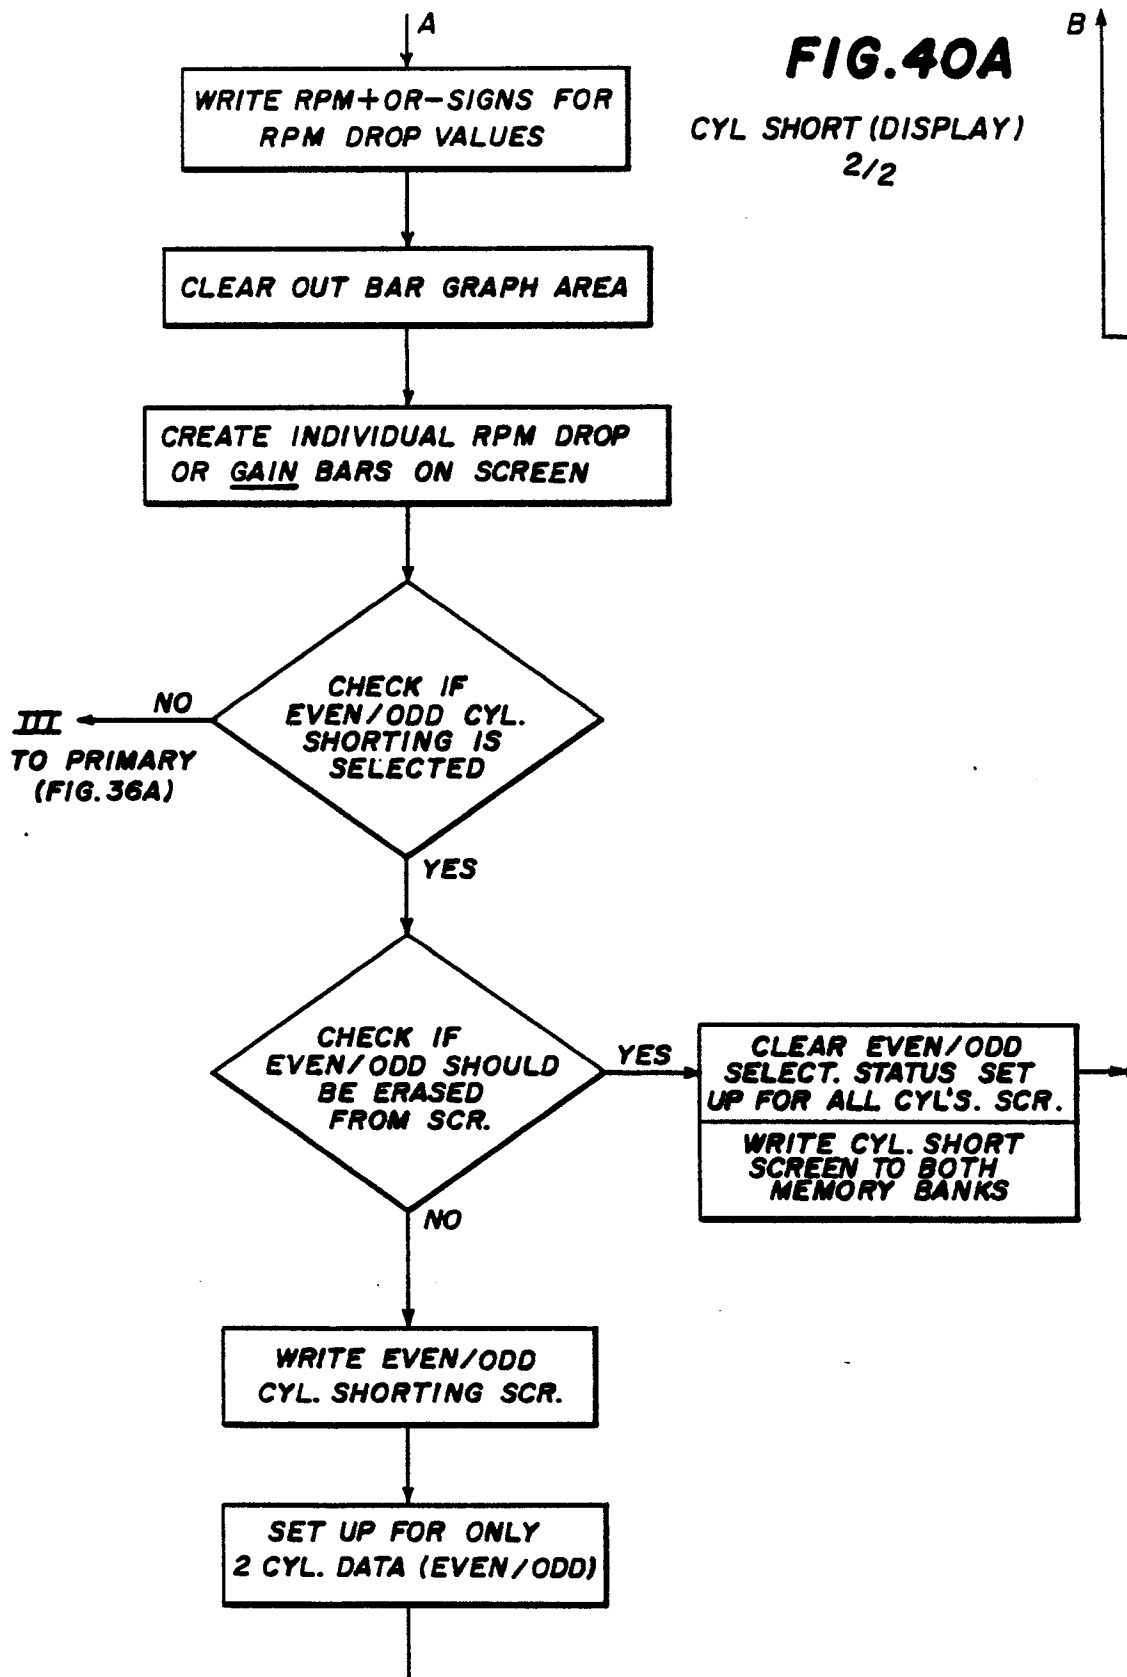 A
B
FIG.40A
CYL SHORT (DISPLAY)
2/2
WRITE RPM+OR-SIGNS FOR
RPM DROP VALUES
CLEAR OUT BAR GRAPH AREA
CREATE INDIVIDUAL RPM DROP
OR GAIN BARS ON SCREEN
CHECK IF
EVEN/ODD CYL.
SHORTING IS
SELECTED
NO
III
TO PRIMARY
(FIG.36A)
YES
CHECK IF
EVEN/ODD SHOULD
BE ERASED
FROM SCR.
YES
CLEAR EVEN/ODD
SELECT. STATUS SET
UP FOR ALL CYL'S. SCR.
WRITE CYL. SHORT
SCREEN TO BOTH
MEMORY BANKS
NO
WRITE EVEN/ODD
CYL. SHORTING SCR.
SET UP FOR ONLY
2 CYL. DATA (EVEN/ODD)